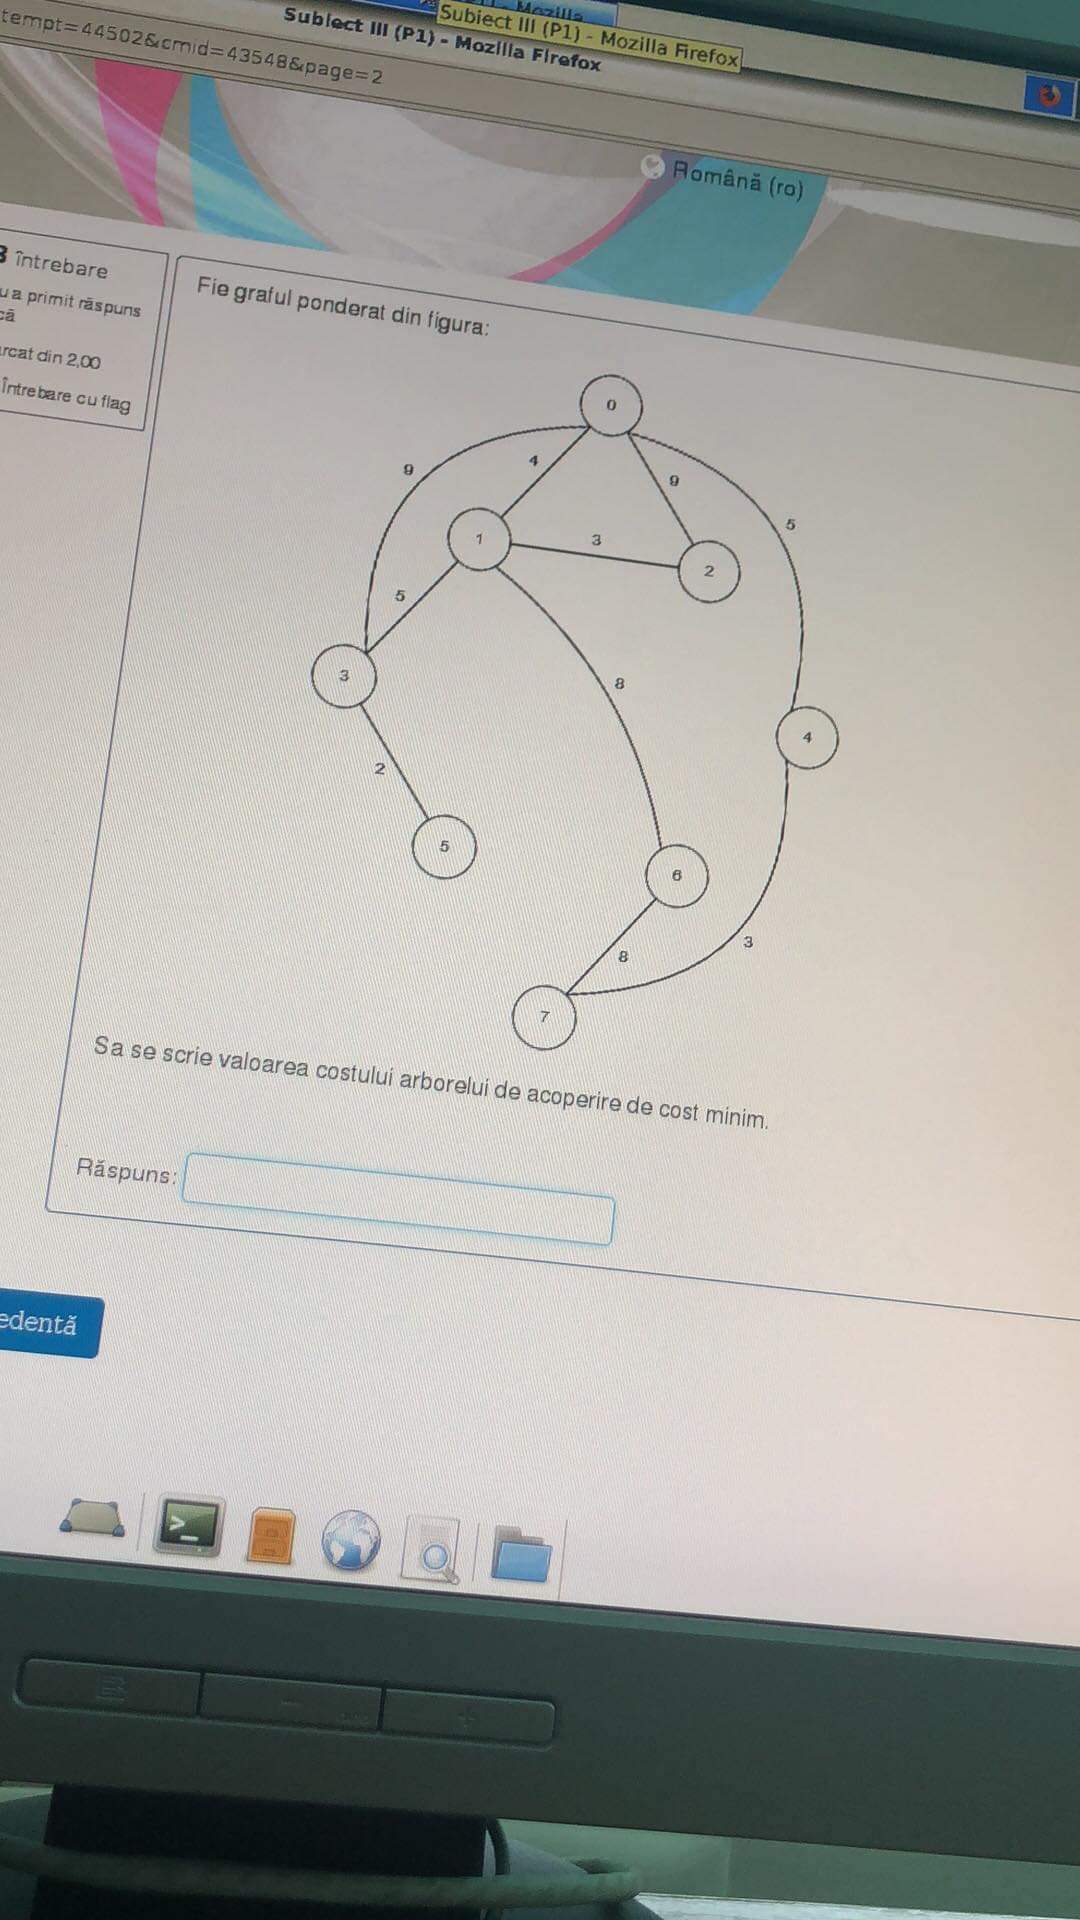 Mozilla
Subiect III (P1) - Mozilla Firefox
Subiect III (P1) - Mozilla Firefox
tempt=44502&cmid=43548&page=2
Română (ro)
3 întrebare
u a primit răspuns
că
arcat din 2,00
Întrebare cu flag
Fie graful ponderat din figura:
0
9
4
9
5
1
3
2
5
3
8
4
2
5
6
8
3
7
Sa se scrie valoarea costului arborelui de acoperire de cost minim.
Răspuns:
edentă
>_